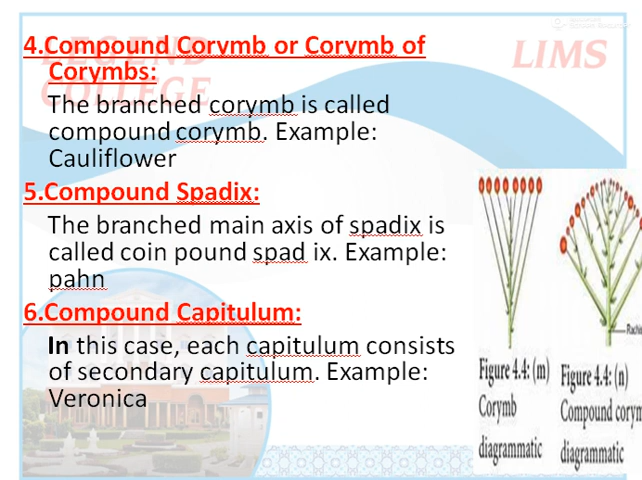 LEGEND
COLLEGE
LIMS
4.Compound Corymb or Corymb of
Corymbs:
The branched corymb is called
compound corymb. Example:
Cauliflower
5.Compound Spadix:
The branched main axis of spadix is
called coin pound spad ix. Example:
pahn
6.Compound Capitulum:
In this case, each capitulum consists
of secondary capitulum. Example:
Veronica
Figure 4.4: (m)
Corymb
diagrammatic
Rachis
Figure 4.4: (n)
Compound corym
diagrammatic